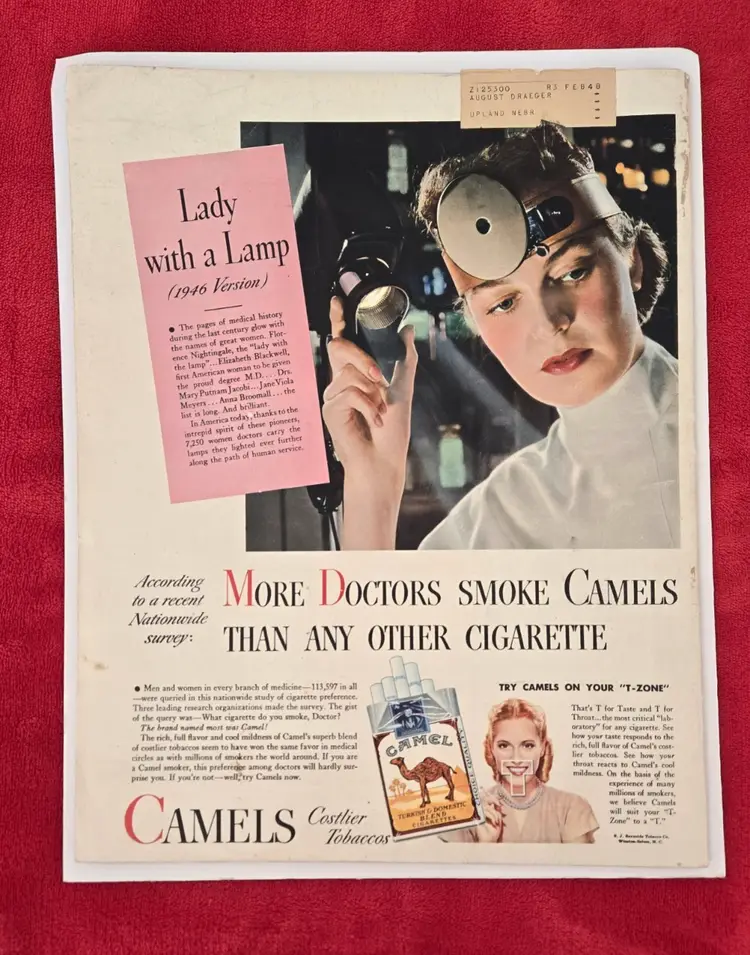 Z125300 R3 FEB48
AUGUST DRAEGER
UPLAND NEBR
Lady
with a Lamp
(1946 Version)
● The pages of medical history
during the last century glow with
the names of great women. Flor-
ence Nightingale, the "lady with
the lamp"...Elizabeth Blackwell,
first American woman to be given
the proud degree M.D.... Drs.
Mary Putnam Jacobi...Jane Viola
Meyers...Anna Broomall...the
list is long. And brilliant.
In America today, thanks to the
intrepid spirit of these pioneers,
7,250 women doctors carry the
lamps they lighted ever further
along the path of human service.
According
to a recent
Nationwide
survey:
MORE DOCTORS SMOKE CAMELS
THAN ANY OTHER CIGARETTE
● Men and women in every branch of medicine—113,597 in all
—were queried in this nationwide study of cigarette preference.
Three leading research organizations made the survey. The gist
of the query was—What cigarette do you smoke, Doctor?
The brand named most was Camel!
The rich, full flavor and cool mildness of Camel's superb blend
of costlier tobaccos seem to have won the same favor in medical
circles as with millions of smokers the world around. If you are
a Camel smoker, this preference among doctors will hardly sur-
prise you. If you're not—well, try Camels now.
CAMELS
Costlier
Tobaccos
CAMEL
TURKISH & DOMESTIC
BLEND
CIGARETTES
TRY CAMELS ON YOUR "T-ZONE"
That's T for Taste and T for
Throat...the most critical "lab-
oratory" for any cigarette. See
how your taste responds to the
rich, full flavor of Camel's cost-
lier tobaccos. See how your
throat reacts to Camel's cool
mildness. On the basis of the
experience of many
millions of smokers,
we believe Camels
will suit your "T-
Zone" to a "T."
R. J. Reynolds Tobacco Co.
Winston-Salem, N. C.